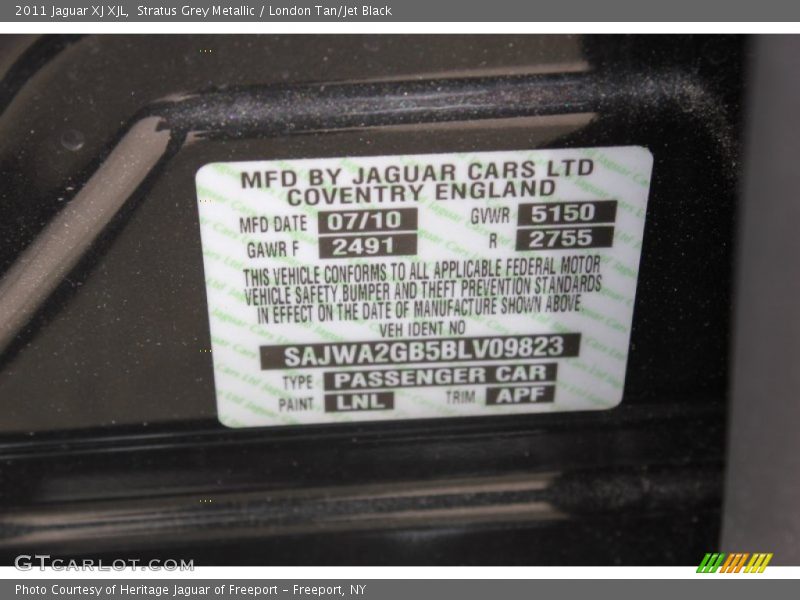 2011 Jaguar XJ XJL, Stratus Grey Metallic / London Tan/Jet Black
MFD BY JAGUAR CARS LTD
COVENTRY ENGLAND
MFD DATE 07/10 GVWR 5150
GAWR F 2491 R 2755
THIS VEHICLE CONFORMS TO ALL APPLICABLE FEDERAL MOTOR
VEHICLE SAFETY,BUMPER AND THEFT PREVENTION STANDARDS
IN EFFECT ON THE DATE OF MANUFACTURE SHOWN ABOVE
VEH IDENT NO
SAJWA2GB5BLV09823
TYPE PASSENGER CAR
PAINT LNL TRIM APF
GTCARLOT.COM
Photo Courtesy of Heritage Jaguar of Freeport - Freeport, NY